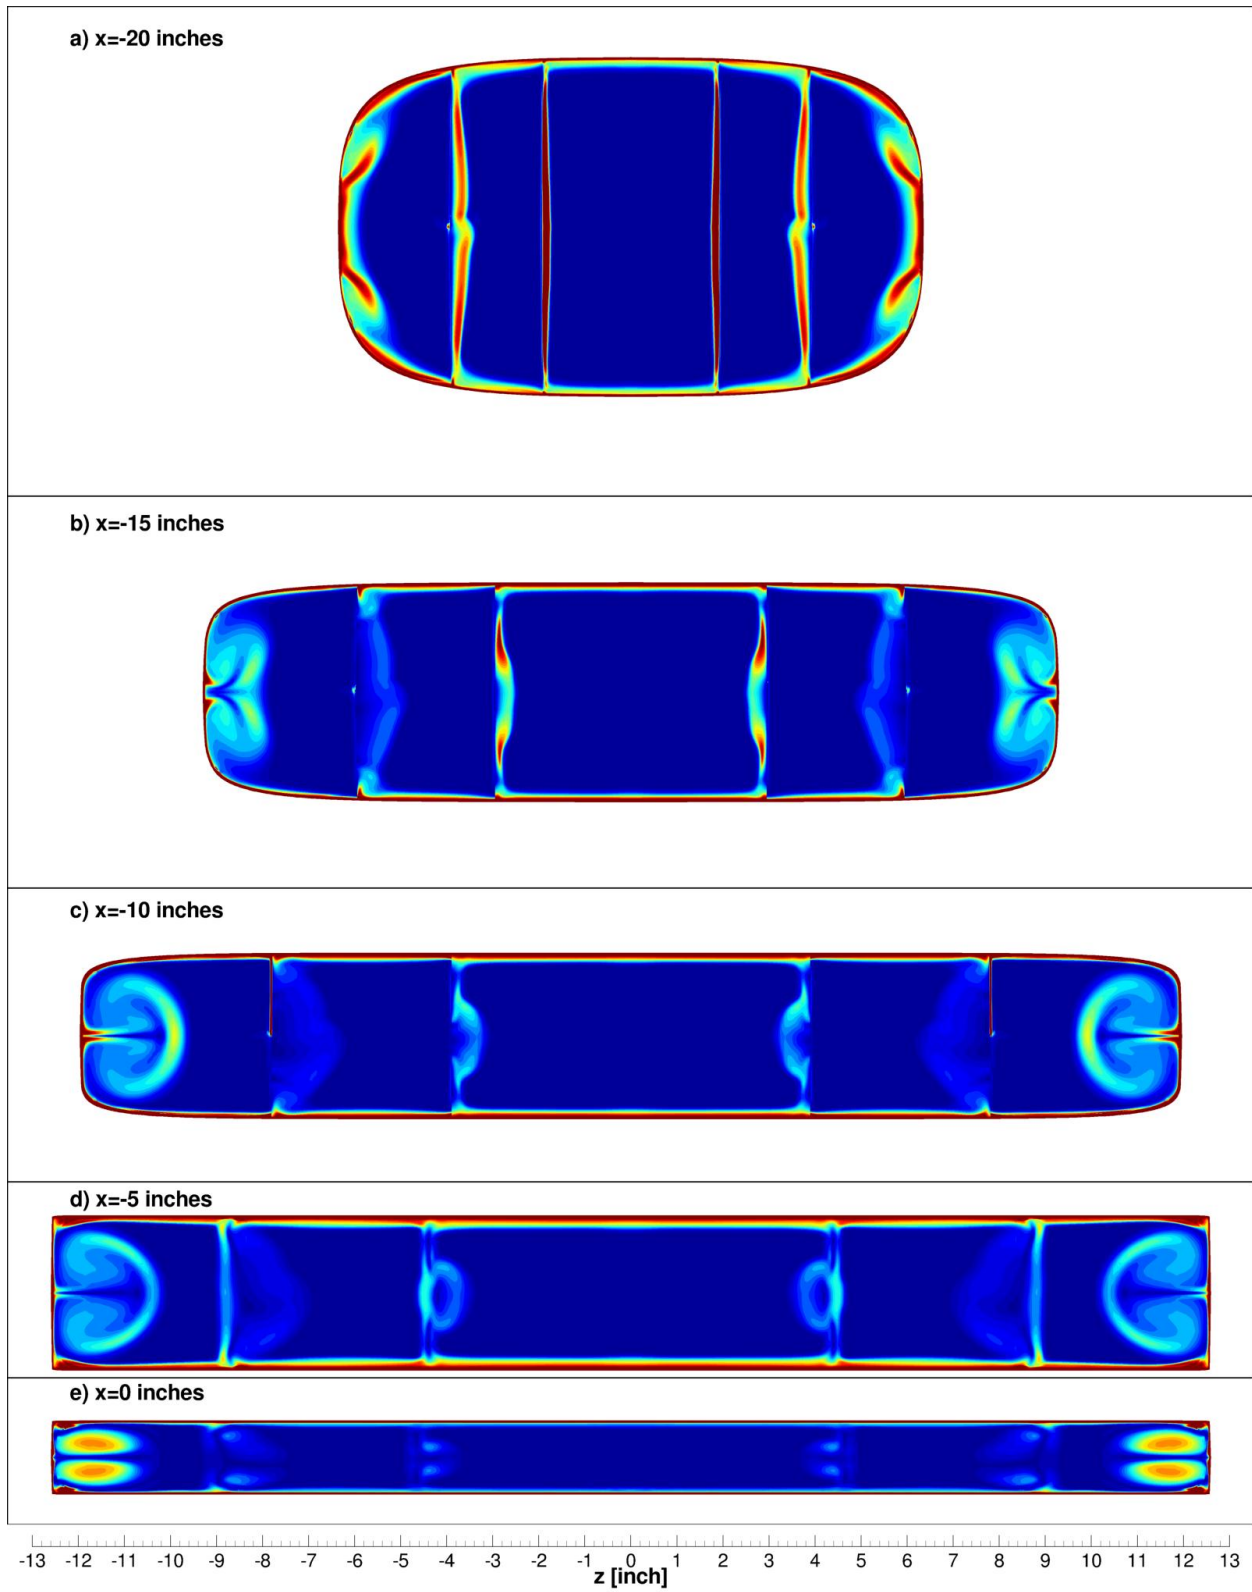 a) x=-20 inches
b) x=-15 inches
c) x=-10 inches
d) x=-5 inches
e) x=0 inches
-13 -12 -11 -10 -9 -8 -7 -6 -5 -4 -3 -2 -1 0 1 2 3 4 5 6 7 8 9 10 11 12 13
z [inch]